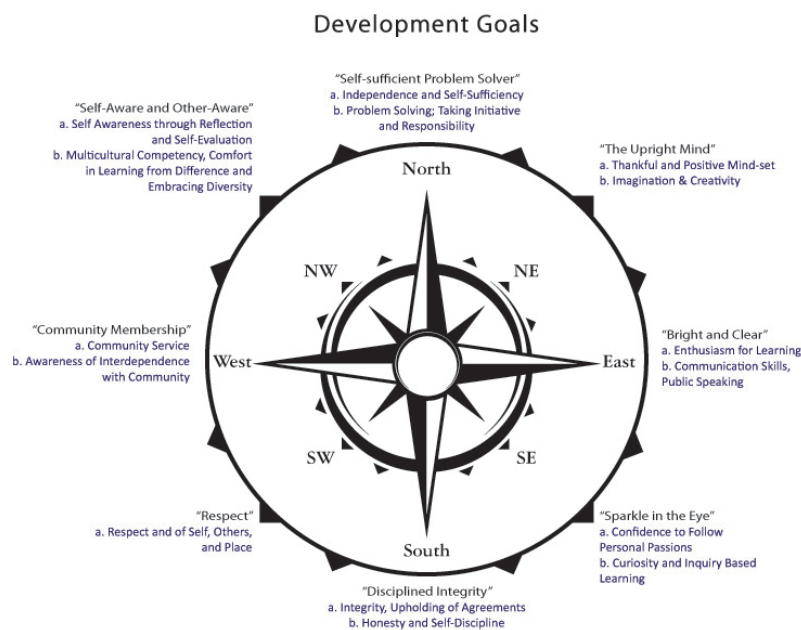 Development Goals
"Self-sufficient Problem Solver"
a. Independence and Self-Sufficiency
b. Problem Solving; Taking Initiative
and Responsibility
"Self-Aware and Other-Aware"
a. Self Awareness through Reflection
and Self-Evaluation
b. Multicultural Competency, Comfort
in Learning from Difference and
Embracing Diversity
"The Upright Mind"
a. Thankful and Positive Mind-set
b. Imagination & Creativity
North
NW
NE
"Community Membership"
a. Community Service
b. Awareness of Interdependence
with Community
West
East
"Bright and Clear"
a. Enthusiasm for Learning
b. Communication Skills,
Public Speaking
SW
SE
"Respect"
a. Respect and of Self, Others,
and Place
"Sparkle in the Eye"
a. Confidence to Follow
Personal Passions
b. Curiosity and Inquiry Based
Learning
South
"Disciplined Integrity"
a. Integrity, Upholding of Agreements
b. Honesty and Self-Discipline